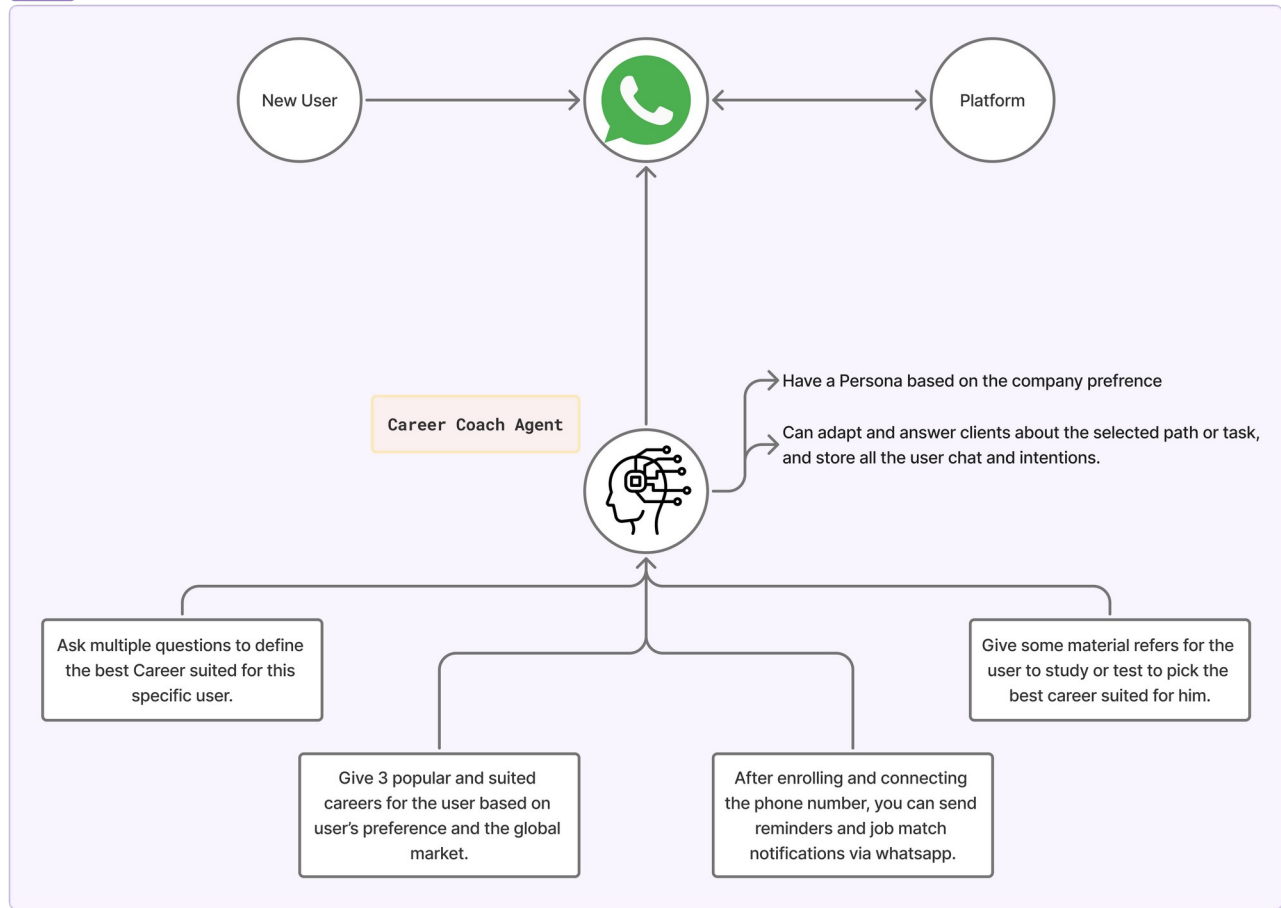 New User
Platform
Have a Persona based on the company prefrence
Career Coach Agent
Can adapt and answer clients about the selected path or task,
and store all the user chat and intentions.
Ask multiple questions to define
the best Career suited for this
specific user.
Give some material refers for the
user to study or test to pick the
best career suited for him.
Give 3 popular and suited
careers for the user based on
user’s preference and the global
market.
After enrolling and connecting
the phone number, you can send
reminders and job match
notifications via whatsapp.